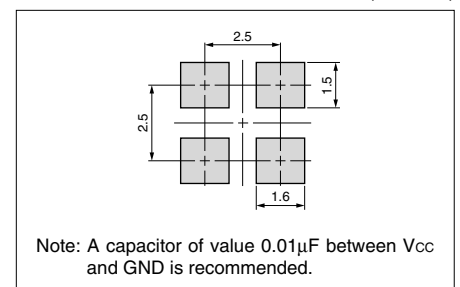 2.5
1.5
2.5
1.6
Note: A capacitor of value 0.01μF between Vcc
and GND is recommended.